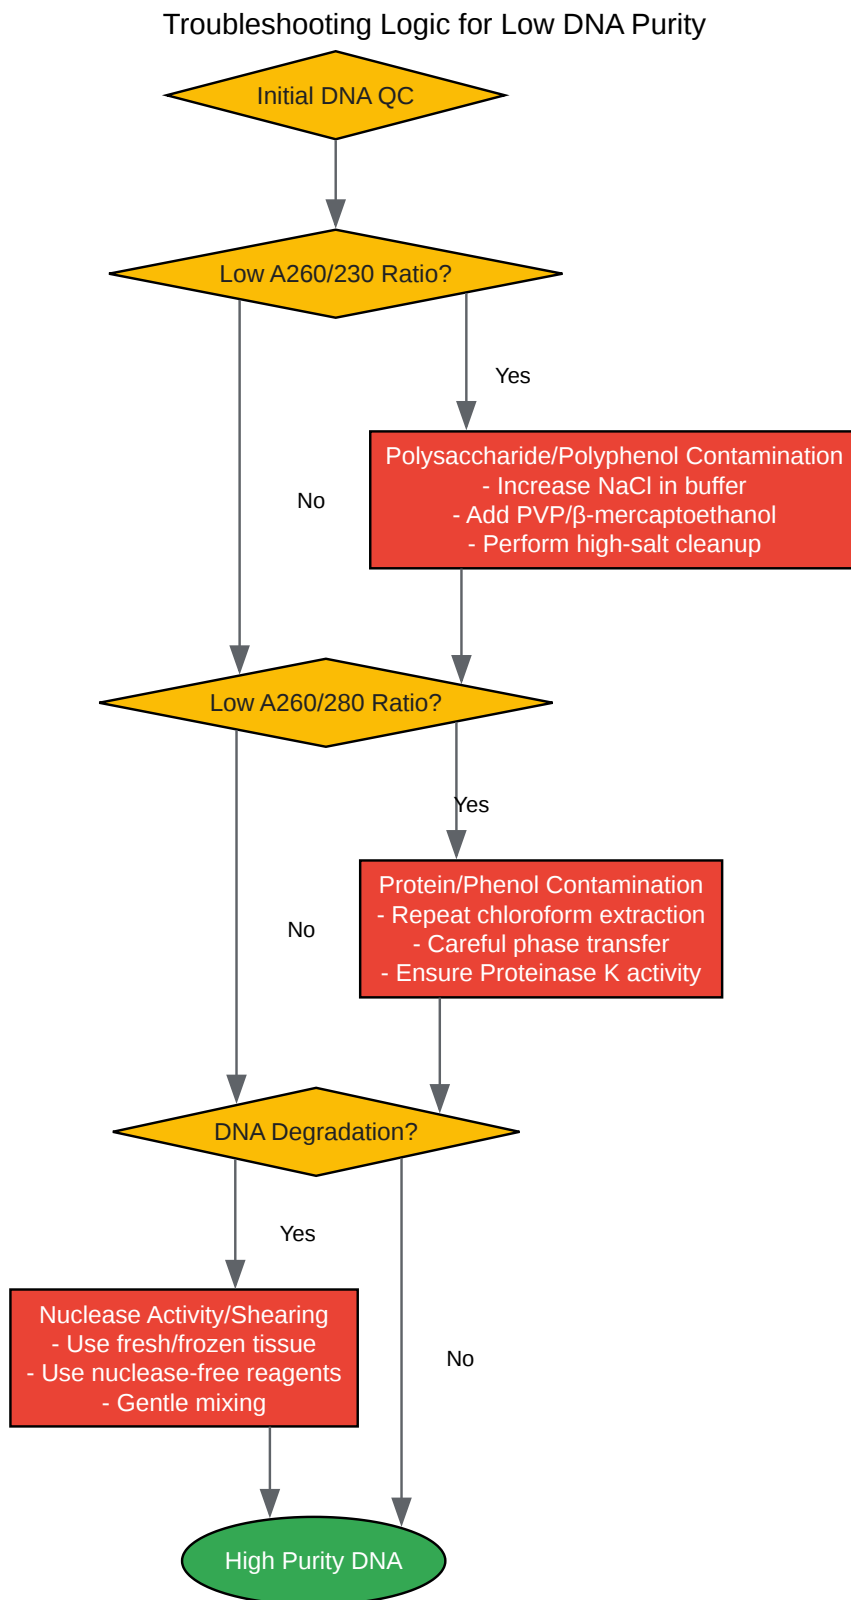 Troubleshooting Logic for Low DNA Purity
Initial DNA QC
Low A260/230 Ratio?
Yes
Polysaccharide/Polyphenol Contamination
- Increase NaCl in buffer
- Add PVP/β-mercaptoethanol
- Perform high-salt cleanup
No
Low A260/280 Ratio?
Yes
Protein/Phenol Contamination
- Repeat chloroform extraction
- Careful phase transfer
- Ensure Proteinase K activity
No
DNA Degradation?
Yes
Nuclease Activity/Shearing
- Use fresh/frozen tissue
- Use nuclease-free reagents
- Gentle mixing
No
High Purity DNA